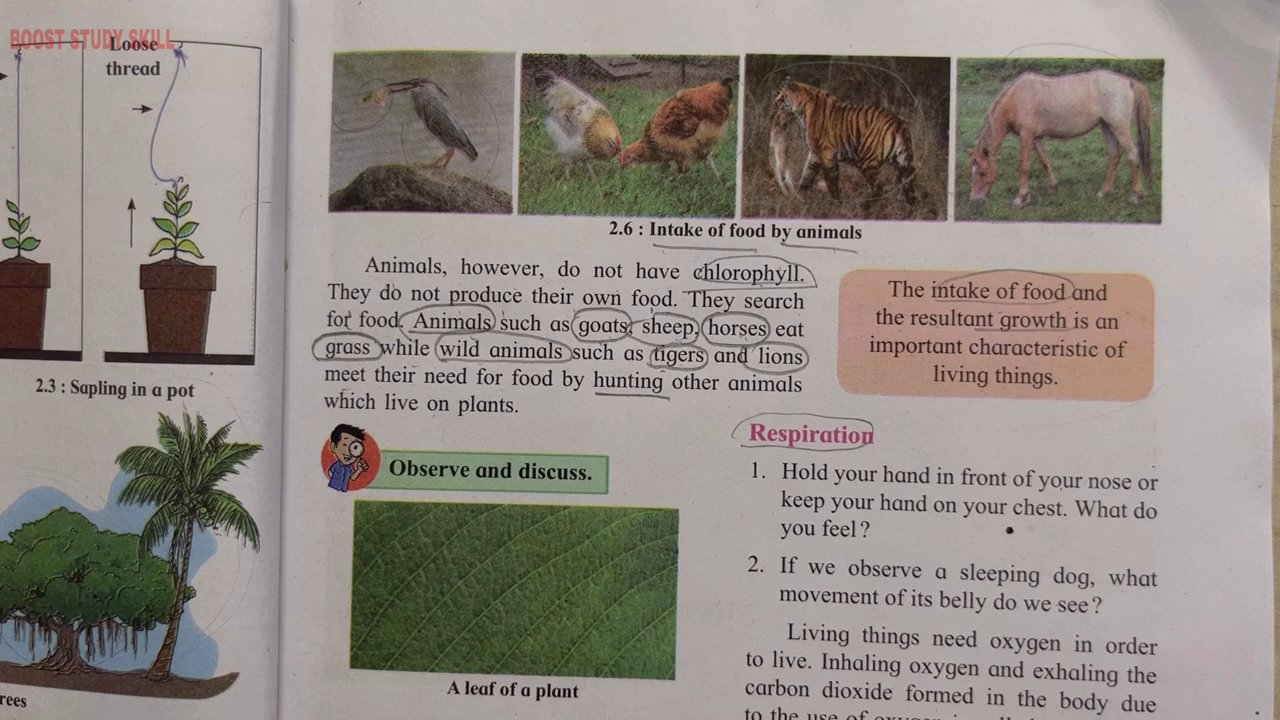 BOOST STUDY SKILL
Loose
thread
2.3 : Sapling in a pot
rees
2.6 : Intake of food by animals
Animals, however, do not have chlorophyll.
They do not produce their own food. They search
for food. Animals such as goats, sheep, horses eat
grass while wild animals such as tigers and lions
meet their need for food by hunting other animals
which live on plants.
The intake of food and
the resultant growth is an
important characteristic of
living things.
Observe and discuss.
A leaf of a plant
Respiration
1. Hold your hand in front of your nose or
keep your hand on your chest. What do
you feel?
2. If we observe a sleeping dog, what
movement of its belly do we see?
Living things need oxygen in order
to live. Inhaling oxygen and exhaling the
carbon dioxide formed in the body due
to the use of oxygen